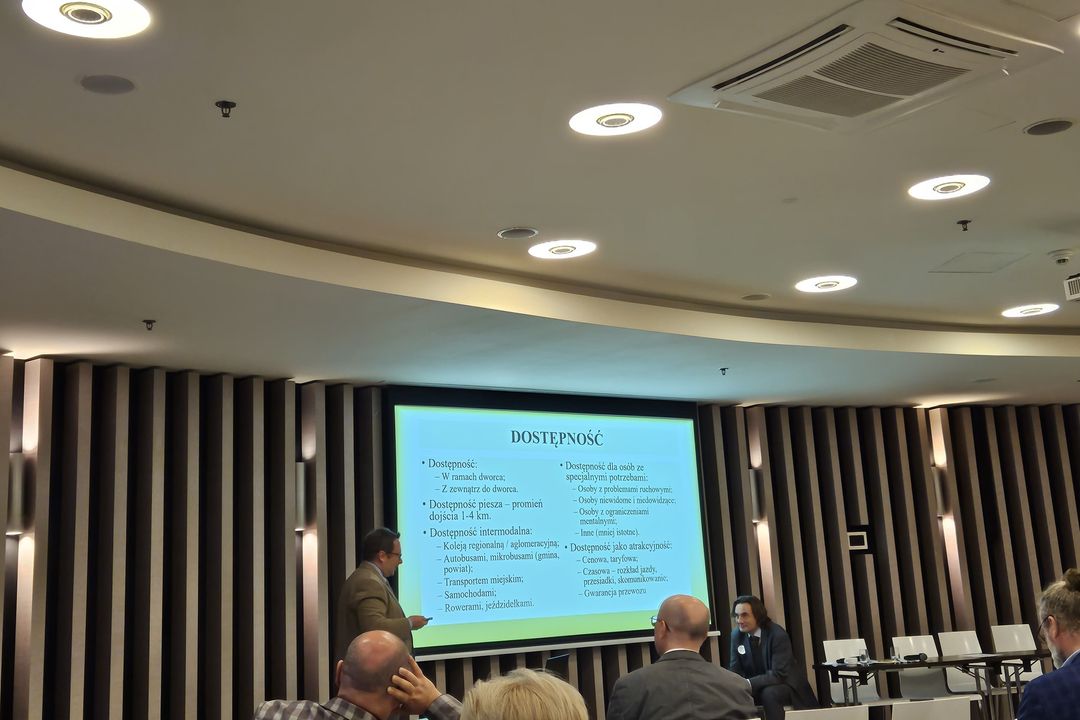 DOSTĘPNOŚĆ
• Dostępność:
– W ramach dworca;
– Z zewnątrz do dworca.
• Dostępność piesza – promień
dojścia 1-4 km.
• Dostępność intermodalna:
– Koleją regionalną / aglomeracyjną;
– Autobusami, mikrobusami (gmina,
powiat);
– Transportem miejskim;
– Samochodami;
– Rowerami, jeździdełkami.
• Dostępność dla osób ze
specjalnymi potrzebami:
– Osoby z problemami ruchowymi;
– Osoby niewidome i niedowidzące;
– Osoby z ograniczeniami
mentalnymi;
– Inne (mniej istotne).
• Dostępność jako atrakcyjność:
– Cenowa, taryfowa;
– Czasowa – rozkład jazdy,
przesiadki, skomunikowanie;
– Gwarancja przewozu